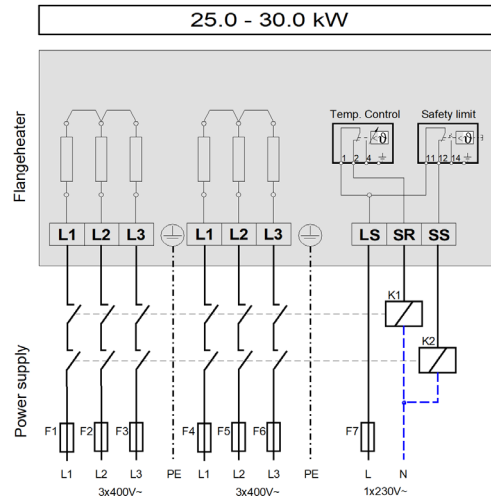 25.0 - 30.0 kW
Flangeheater
Temp. Control Safety limit
ϑ ϑ
1 2 4 11 12 14
L1 L2 L3 L1 L2 L3 LS SR SS
K1
K2
Power supply
F1 F2 F3 F4 F5 F6 F7
L1 L2 L3 PE L1 L2 L3 PE L N
3x400V~ 3x400V~ 1x230V~